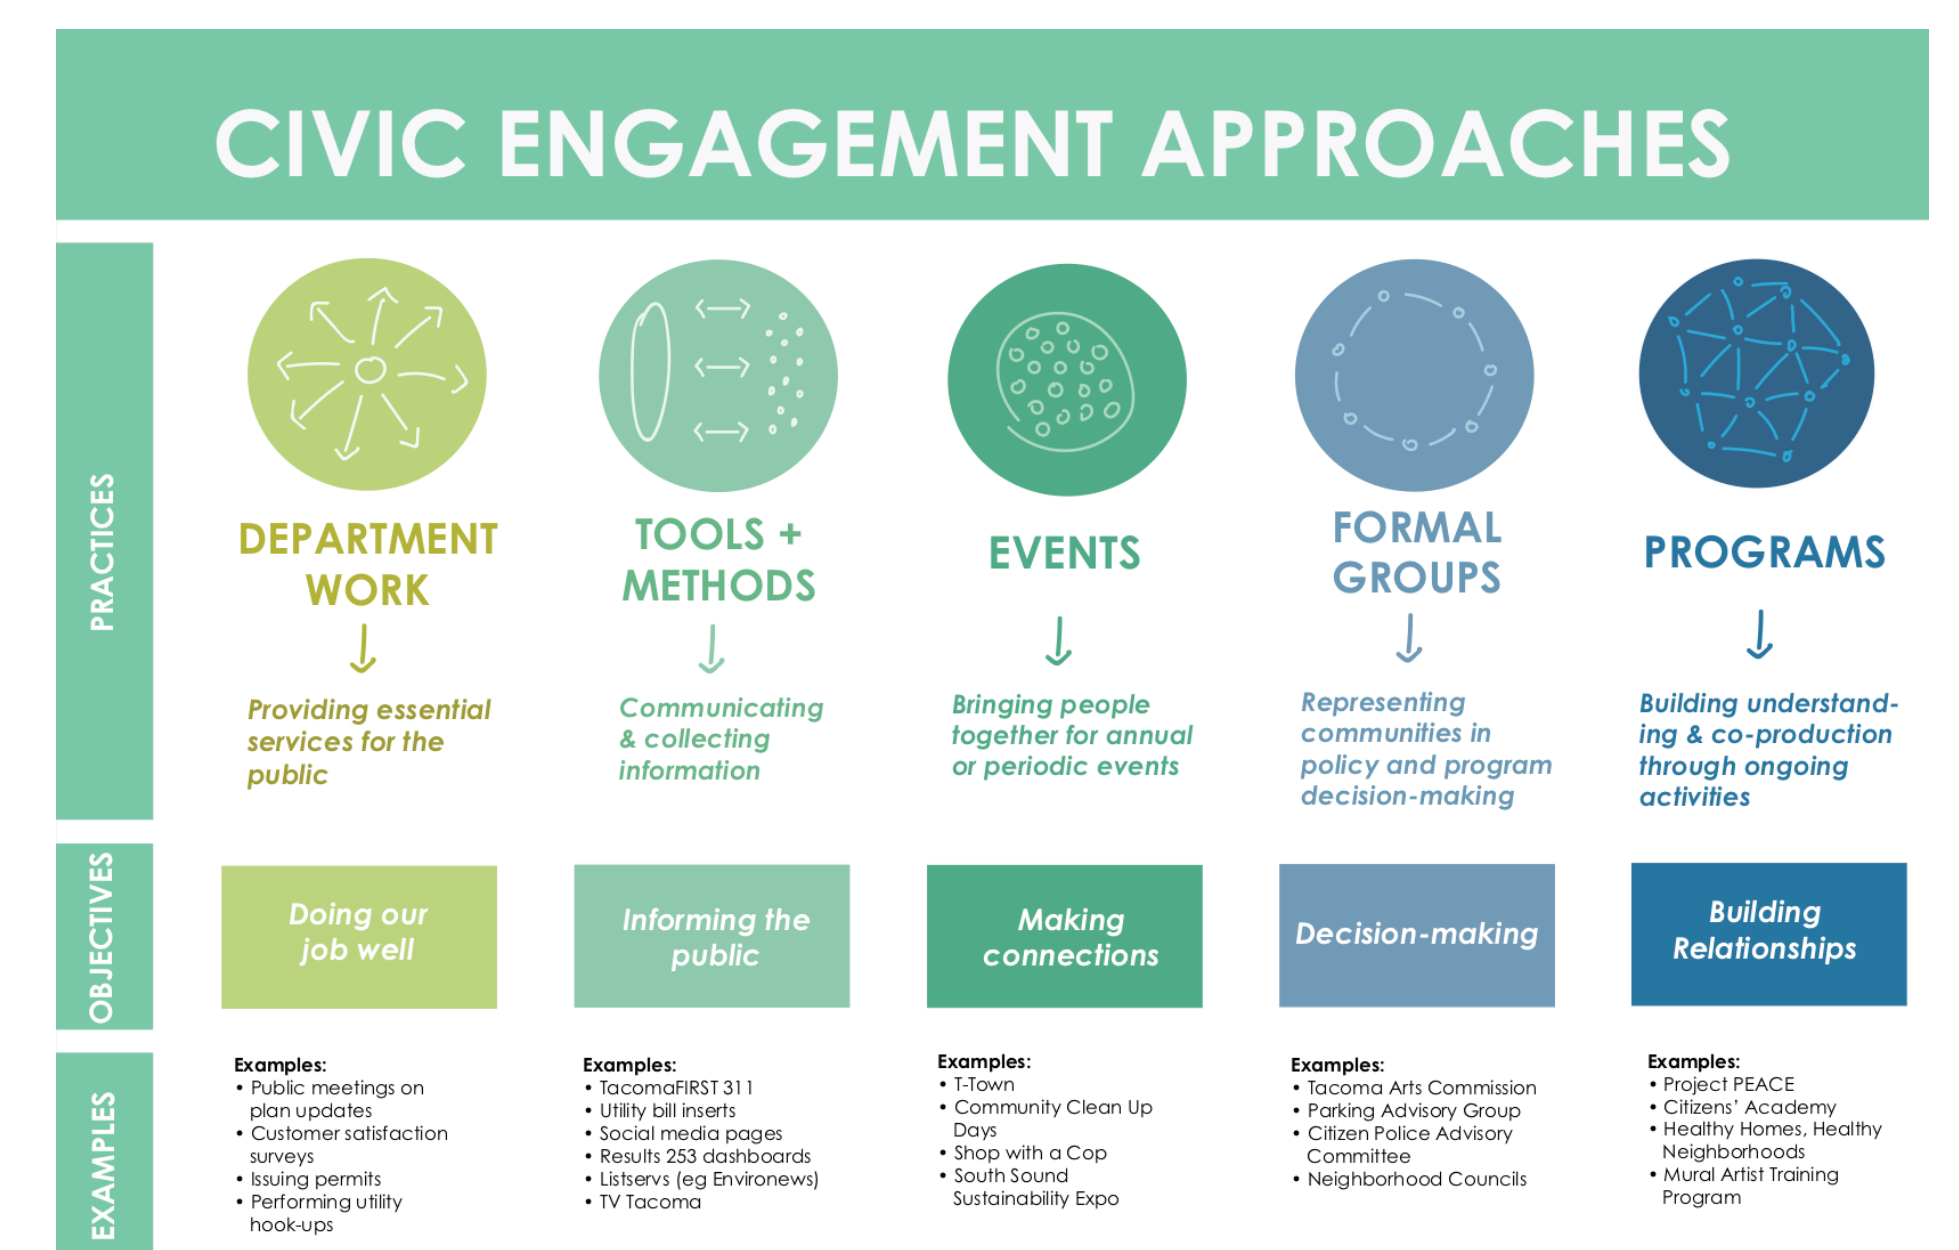 CIVIC ENGAGEMENT APPROACHES
PRACTICES
DEPARTMENT
WORK
Providing essential
services for the
public
TOOLS +
METHODS
Communicating
& collecting
information
EVENTS
Bringing people
together for annual
or periodic events
FORMAL
GROUPS
Representing
communities in
policy and program
decision-making
PROGRAMS
Building understand-
ing & co-production
through ongoing
activities
OBJECTIVES
Doing our
job well
Informing the
public
Making
connections
Decision-making
Building
Relationships
EXAMPLES
Examples:
• Public meetings on
plan updates
• Customer satisfaction
surveys
• Issuing permits
• Performing utility
hook-ups
Examples:
• TacomaFIRST 311
• Utility bill inserts
• Social media pages
• Results 253 dashboards
• Listservs (eg Environews)
• TV Tacoma
Examples:
• T-Town
• Community Clean Up
Days
• Shop with a Cop
• South Sound
Sustainability Expo
Examples:
• Tacoma Arts Commission
• Parking Advisory Group
• Citizen Police Advisory
Committee
• Neighborhood Councils
Examples:
• Project PEACE
• Citizens’ Academy
• Healthy Homes, Healthy
Neighborhoods
• Mural Artist Training
Program